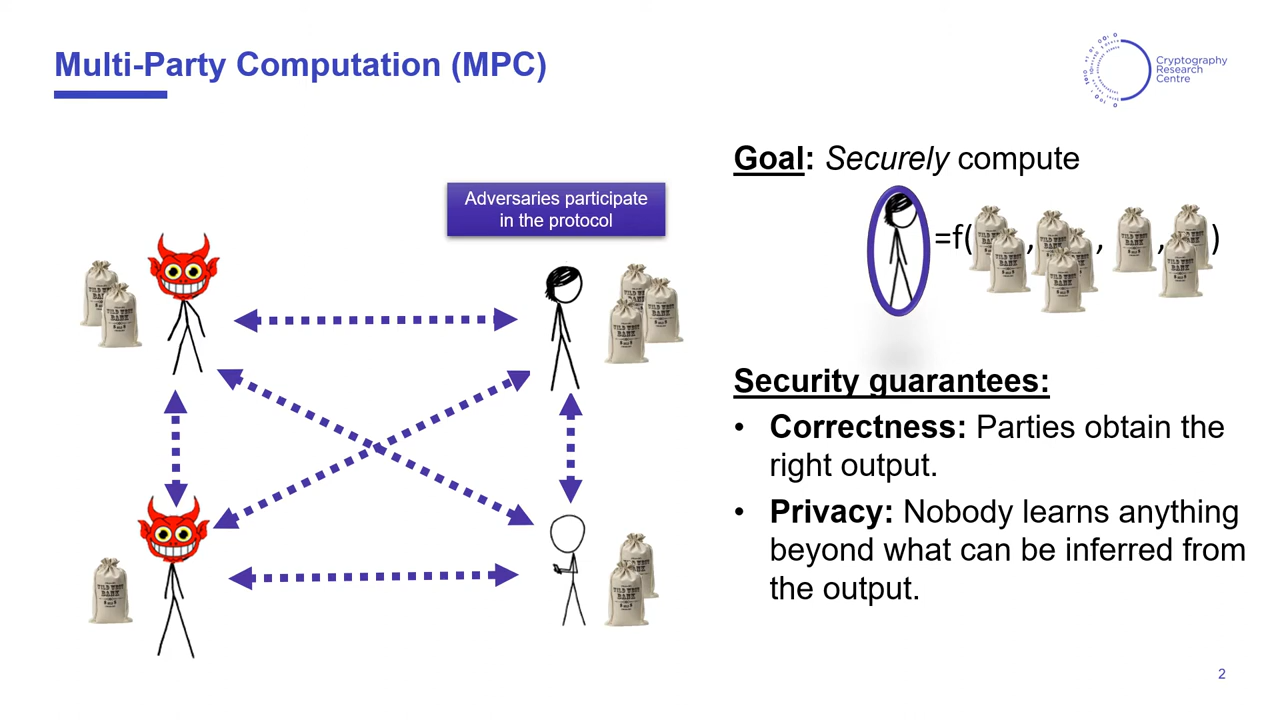 Multi-Party Computation (MPC)
Cryptography
Research
Centre
Goal: Securely compute
Adversaries participate
in the protocol
=f( , , , )
Security guarantees:
• Correctness: Parties obtain the
right output.
• Privacy: Nobody learns anything
beyond what can be inferred from
the output.
2